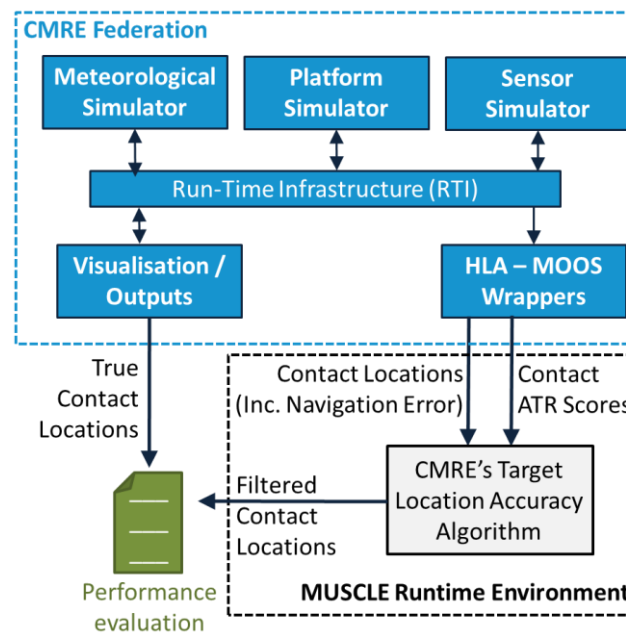 CMRE Federation
Meteorological
Simulator
Platform
Simulator
Sensor
Simulator
Run-Time Infrastructure (RTI)
Visualisation /
Outputs
HLA – MOOS
Wrappers
True
Contact
Locations
Contact Locations
(Inc. Navigation Error)
Contact
ATR Scores
CMRE's Target
Location Accuracy
Algorithm
Filtered
Contact
Locations
Performance
evaluation
MUSCLE Runtime Environment